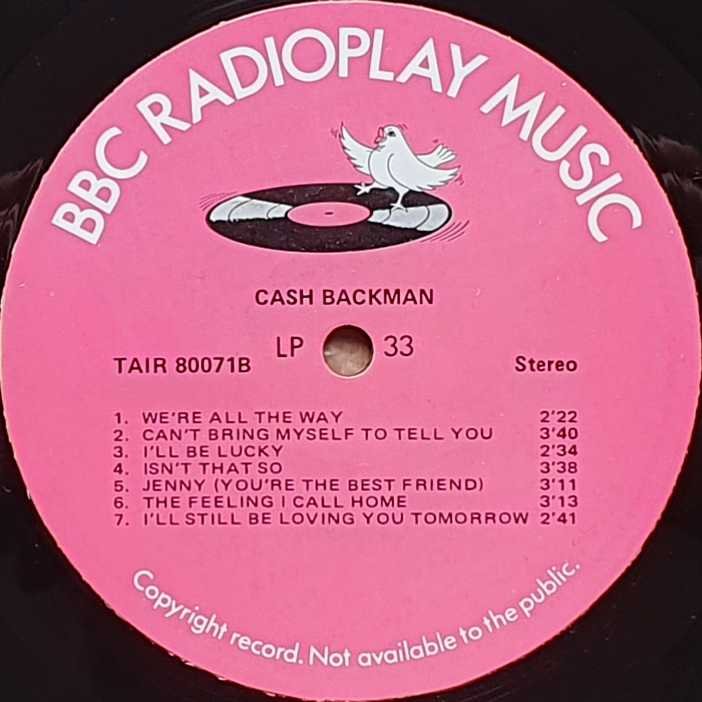 BBC RADIOPLAY MUSIC
CASH BACKMAN
LP 33
TAIR 80071B Stereo
1. WE'RE ALL THE WAY 2'22
2. CAN'T BRING MYSELF TO TELL YOU 3'40
3. I'LL BE LUCKY 2'34
4. ISN'T THAT SO 3'38
5. JENNY (YOU'RE THE BEST FRIEND) 3'11
6. THE FEELING I CALL HOME 3'13
7. I'LL STILL BE LOVING YOU TOMORROW 2'41
Copyright record. Not available to the public.